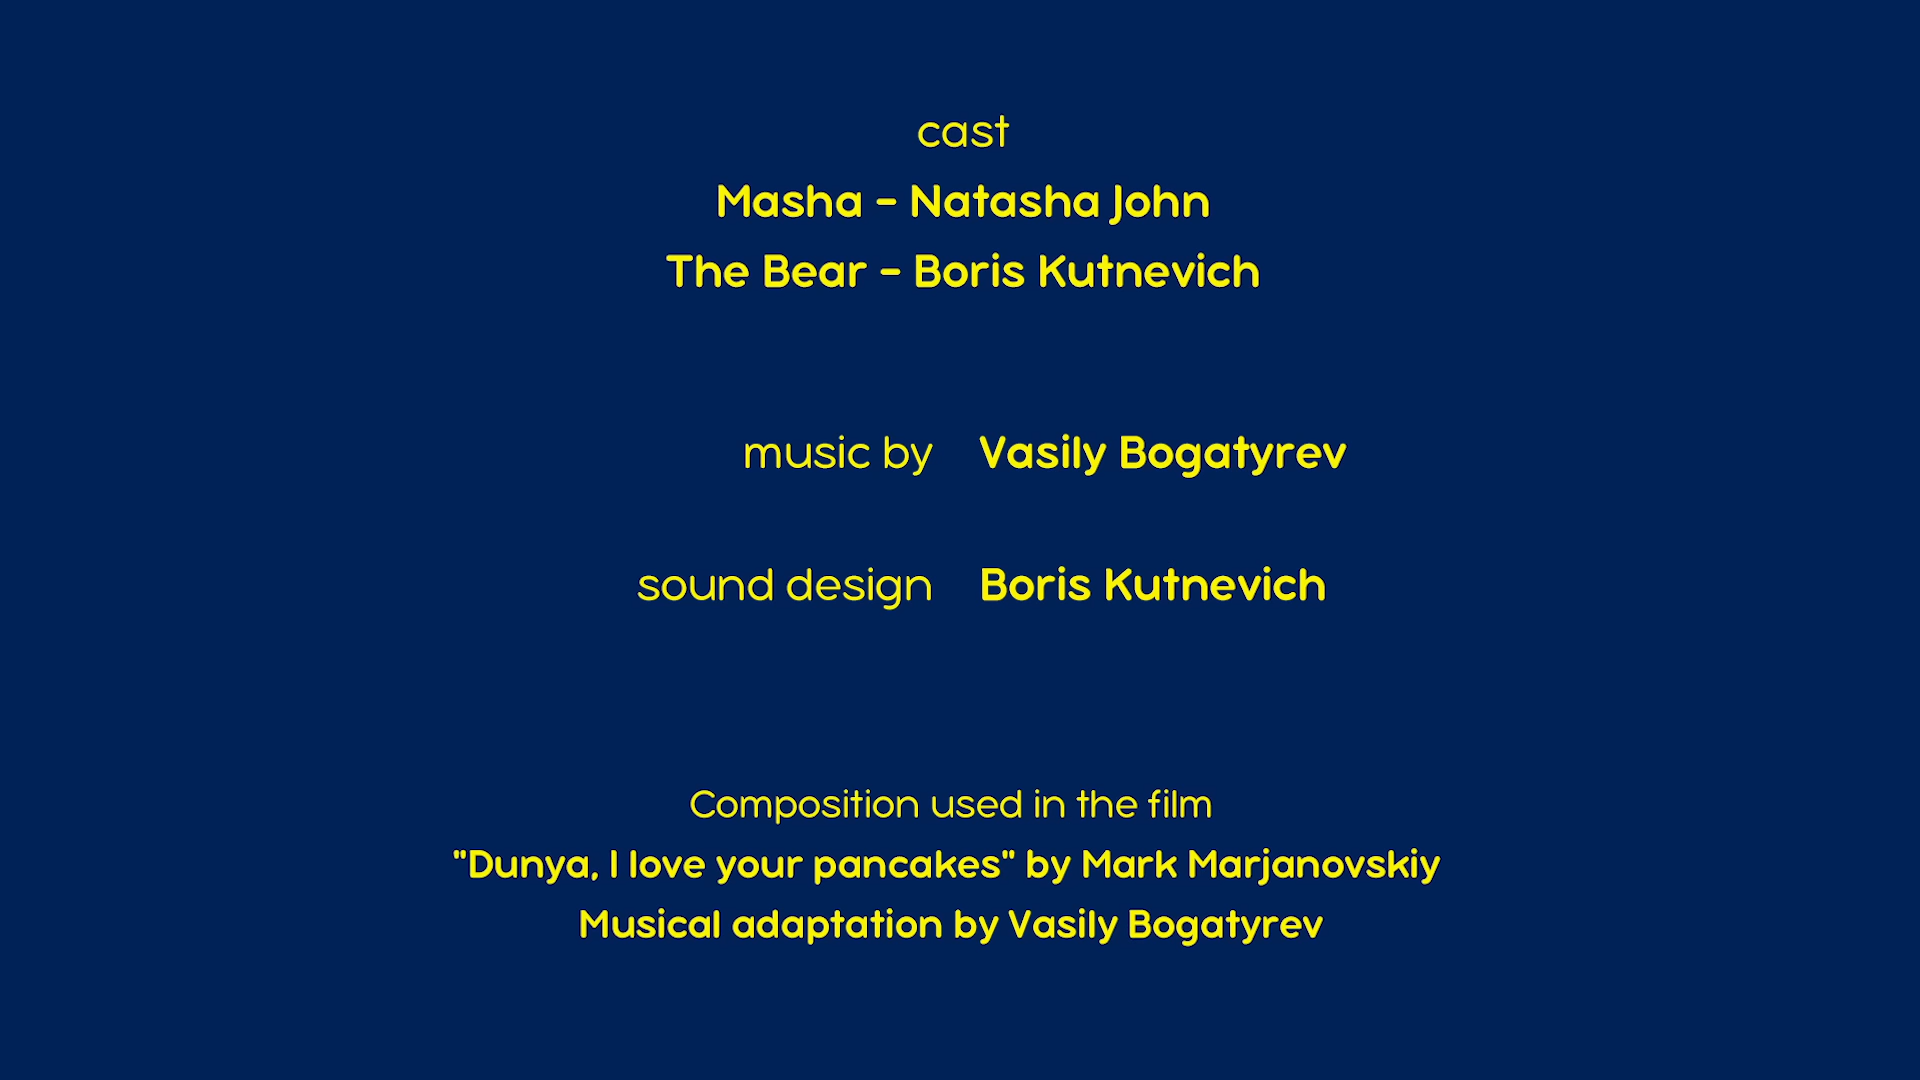 cast
Masha - Natasha John
The Bear - Boris Kutnevich
music by Vasily Bogatyrev
sound design Boris Kutnevich
Composition used in the film
"Dunya, I love your pancakes" by Mark Marjanovskiy
Musical adaptation by Vasily Bogatyrev